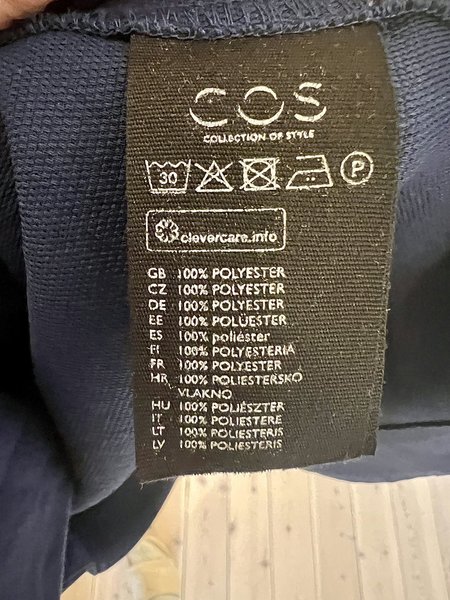 COS
COLLECTION OF STYLE
30 P
clevercare.info
GB 100% POLYESTER
CZ 100% POLYESTER
DE 100% POLYESTER
EE 100% POLÜESTER
ES 100% poliéster
FI 100% POLYESTERIA
FR 100% POLYESTER
HR 100% POLIESTERSKO
VLAKNO
HU 100% POLIÉSZTER
IT 100% POLIESTERE
LT 100% POLIESTERIS
LV 100% POLIESTERIS